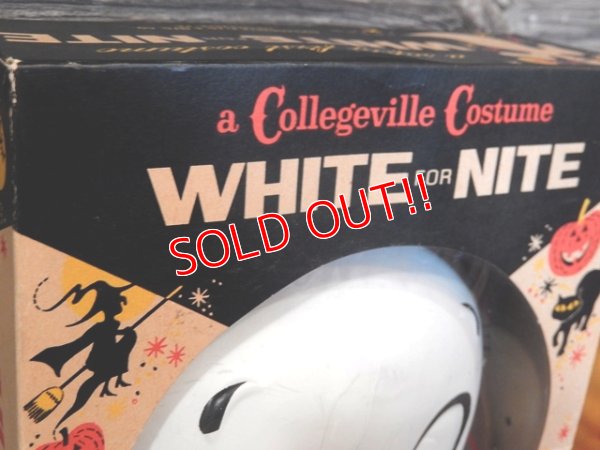 a Collegeville Costume
WHITE FOR NITE
SOLD OUT!!